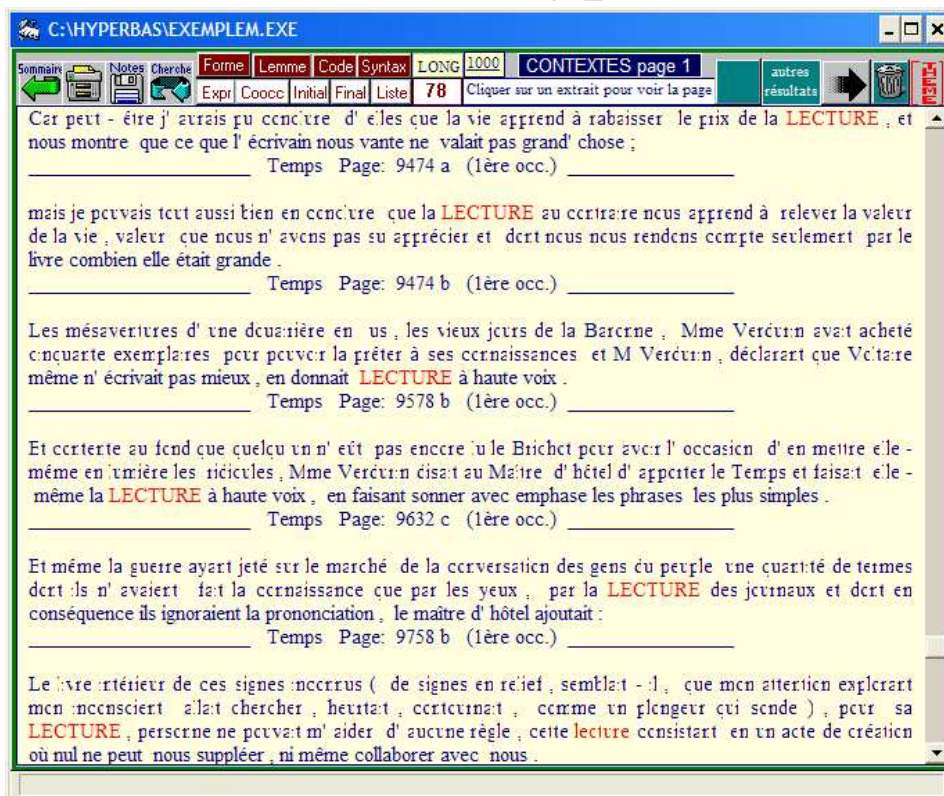 C:\HYPERBAS\EXEMPLEM.EXE
Sommaire Notes Cherche Forme Lemme Code Syntax LONG 1000 CONTEXTES page 1 autres résultats THEME
Expr Coocc Initial Final Liste 78 Cliquer sur un extrait pour voir la page
Car peut - être j' aurais pu conclure d' elles que la vie apprend à rabaisser le prix de la LECTURE , et
nous montre que ce que l' écrivain nous vante ne valait pas grand' chose ;
Temps Page: 9474 a (1ère occ.)
mais je pouvais tout aussi bien en conclure que la LECTURE au contraire nous apprend à relever la valeur
de la vie , valeur que nous n' avons pas su apprécier et dont nous nous rendons compte seulement par le
livre combien elle était grande .
Temps Page: 9474 b (1ère occ.)
Les mésaventures d' une douairière en us , les vieux jours de la Baronne , Mme Verdurin avait acheté
cinquante exemplaires pour pouvoir la prêter à ses connaissances et M Verdurin , déclarant que Voltaire
même n' écrivait pas mieux , en donnait LECTURE à haute voix .
Temps Page: 9578 b (1ère occ.)
Et contente au fond que quelqu un n' eût pas encore lu le Brichot pour avoir l' occasion d' en mettre elle -
même en lumière les ridicules , Mme Verdurin disait au Maître d' hôtel d' apporter le Temps et faisait elle -
même la LECTURE à haute voix , en faisant sonner avec emphase les phrases les plus simples .
Temps Page: 9632 c (1ère occ.)
Et même la guerre ayant jeté sur le marché de la conversation des gens du peuple une quantité de termes
dont ils n' avaient fait la connaissance que par les yeux , par la LECTURE des journaux et dont en
conséquence ils ignoraient la prononciation , le maître d' hôtel ajoutait :
Temps Page: 9758 b (1ère occ.)
Le livre intérieur de ces signes inconnus ( de signes en relief , semblait - il , que mon attention explorant
mon inconscient allait chercher , heurtait , contournait , comme un plongeur qui sonde ) , pour sa
LECTURE , personne ne pouvait m' aider d' aucune règle , cette lecture consistant en un acte de création
où nul ne peut nous suppléer , ni même collaborer avec nous .